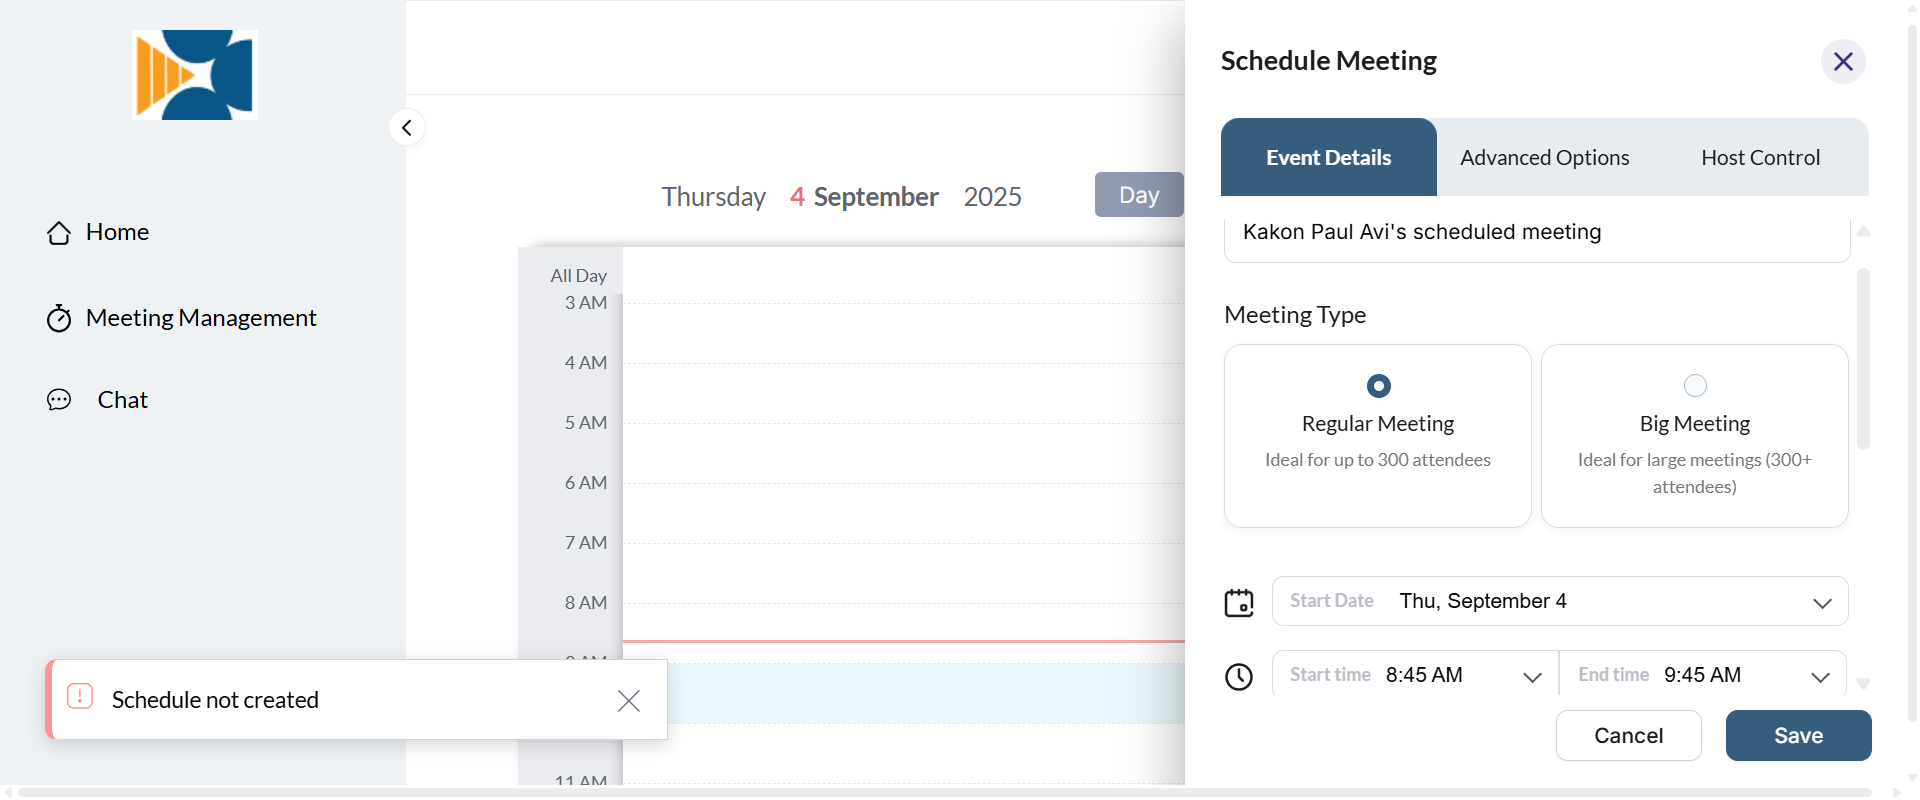 Home
Meeting Management
Chat
Thursday 4 September 2025
Day
All Day
3 AM
4 AM
5 AM
6 AM
7 AM
8 AM
11 AM
Schedule not created
Schedule Meeting
Event Details
Advanced Options
Host Control
Kakon Paul Avi's scheduled meeting
Meeting Type
Regular Meeting
Ideal for up to 300 attendees
Big Meeting
Ideal for large meetings (300+
attendees)
Start Date Thu, September 4
Start time 8:45 AM
End time 9:45 AM
Cancel
Save